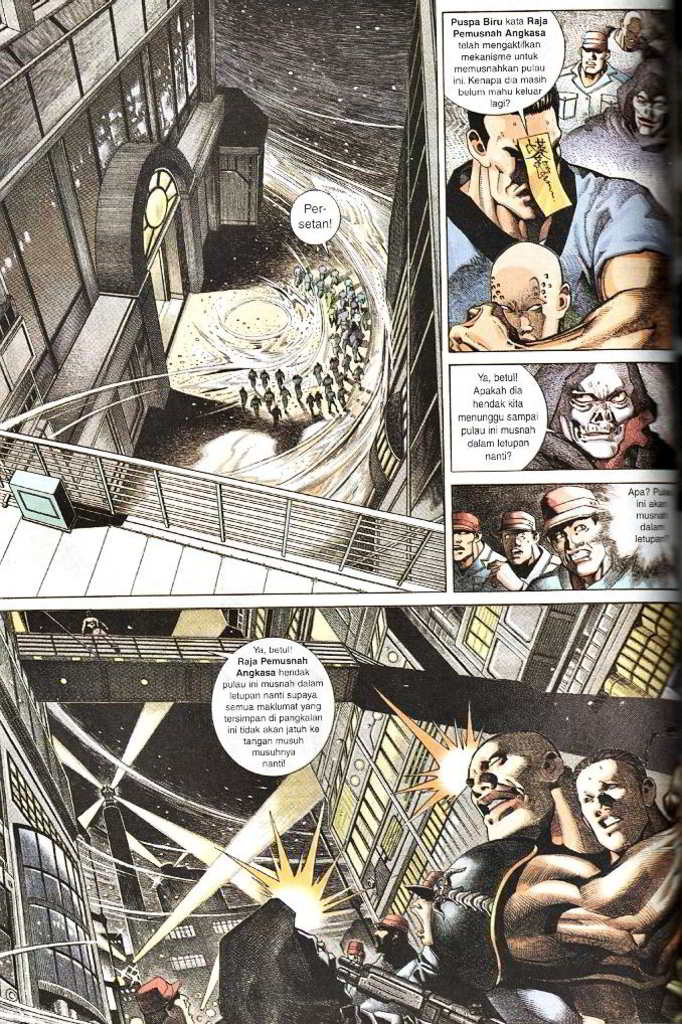 Per-
setan!
Puspa Biru kata Raja
Pemusnah Angkasa
telah mengaktifkan
mekanisme untuk
memusnahkan pulau
ini. Kenapa dia masih
belum mahu keluar
lagi?
Ya, betul!
Apakah dia
hendak kita
menunggu sampai
pulau ini musnah
dalam letupan
nanti?
Apa?
ini akan
musnah
dalam
letupan?
Ya, betul!
Raja Pemusnah
Angkasa hendak
pulau ini musnah dalam
letupan nanti supaya
semua maklumat yang
tersimpan di pangkalan
ini tidak akan jatuh ke
tangan musuh
musuhnya
nanti!